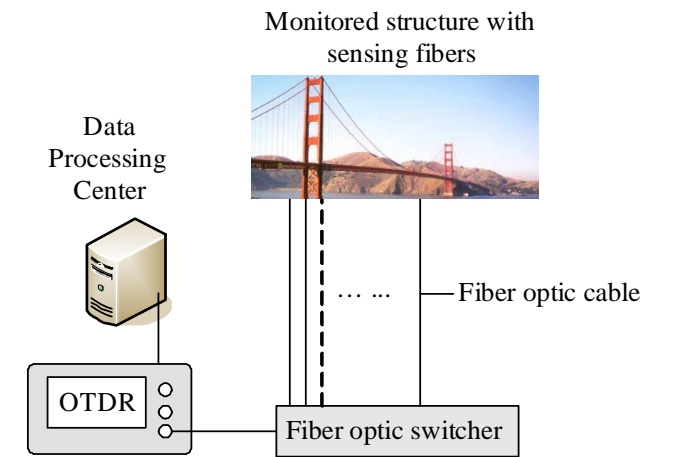 Monitored structure with
sensing fibers
Data
Processing
Center
… ...
Fiber optic cable
OTDR
Fiber optic switcher